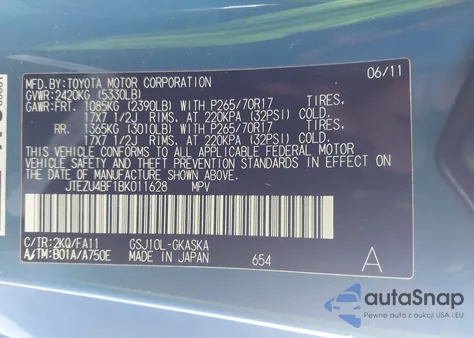 MFD.BY:TOYOTA MOTOR CORPORATION 06/11
GVWR:2420KG (5330LB)
GAWR:FRT. 1085KG (2390LB) WITH P265/70R17 TIRES,
17X7 1/2J RIMS, AT 220KPA (32PSI) COLD.
RR. 1365KG (3010LB) WITH P265/70R17 TIRES,
17X7 1/2J RIMS, AT 220KPA (32PSI) COLD.
THIS VEHICLE CONFORMS TO ALL APPLICABLE FEDERAL MOTOR
VEHICLE SAFETY AND THEFT PREVENTION STANDARDS IN EFFECT ON
THE DATE OF MANUFACTURE SHOWN ABOVE.
JTEZU4BF1BK011628 MPV
C/TR:2KQ/FA11 GSJ10L-GKASKA
A/TM:B01A/A750E MADE IN JAPAN 654 A
autoSnap
Pewne auta z aukcji USA i EU